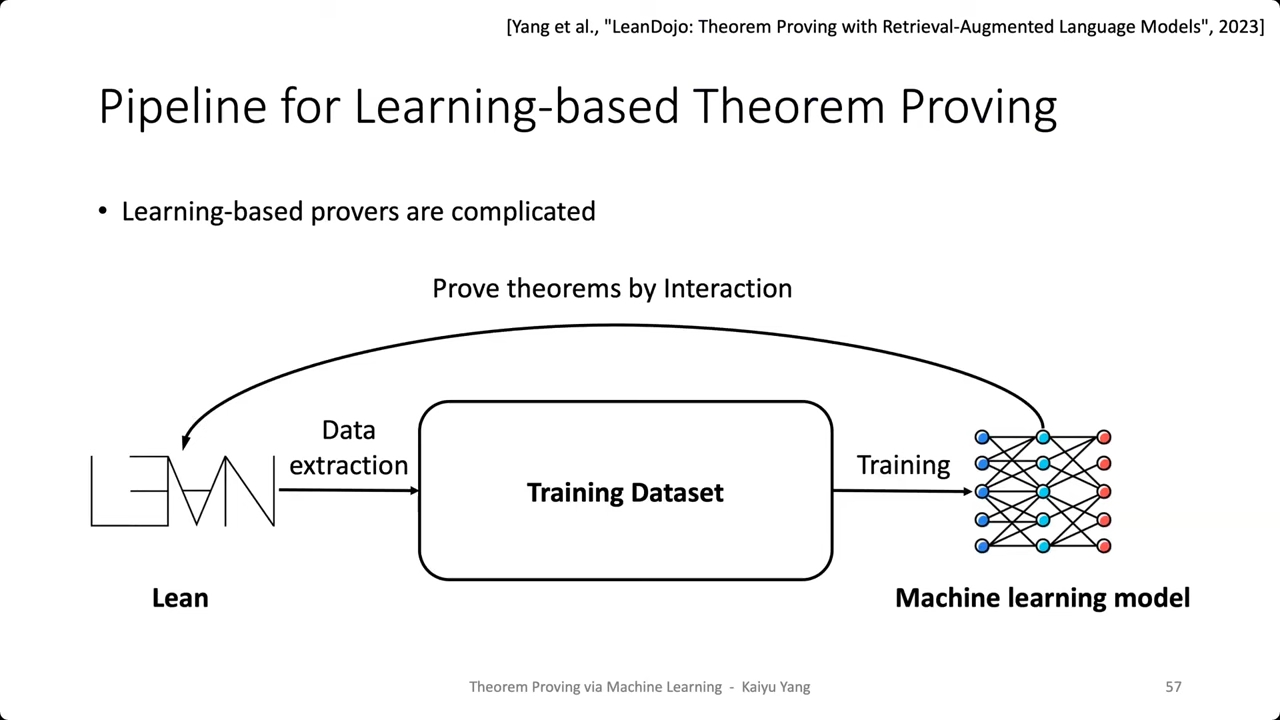 [Yang et al., "LeanDojo: Theorem Proving with Retrieval-Augmented Language Models", 2023]
Pipeline for Learning-based Theorem Proving
• Learning-based provers are complicated
Prove theorems by Interaction
Data
extraction
Training
LEAN
Training Dataset
Lean
Machine learning model
Theorem Proving via Machine Learning - Kaiyu Yang
57